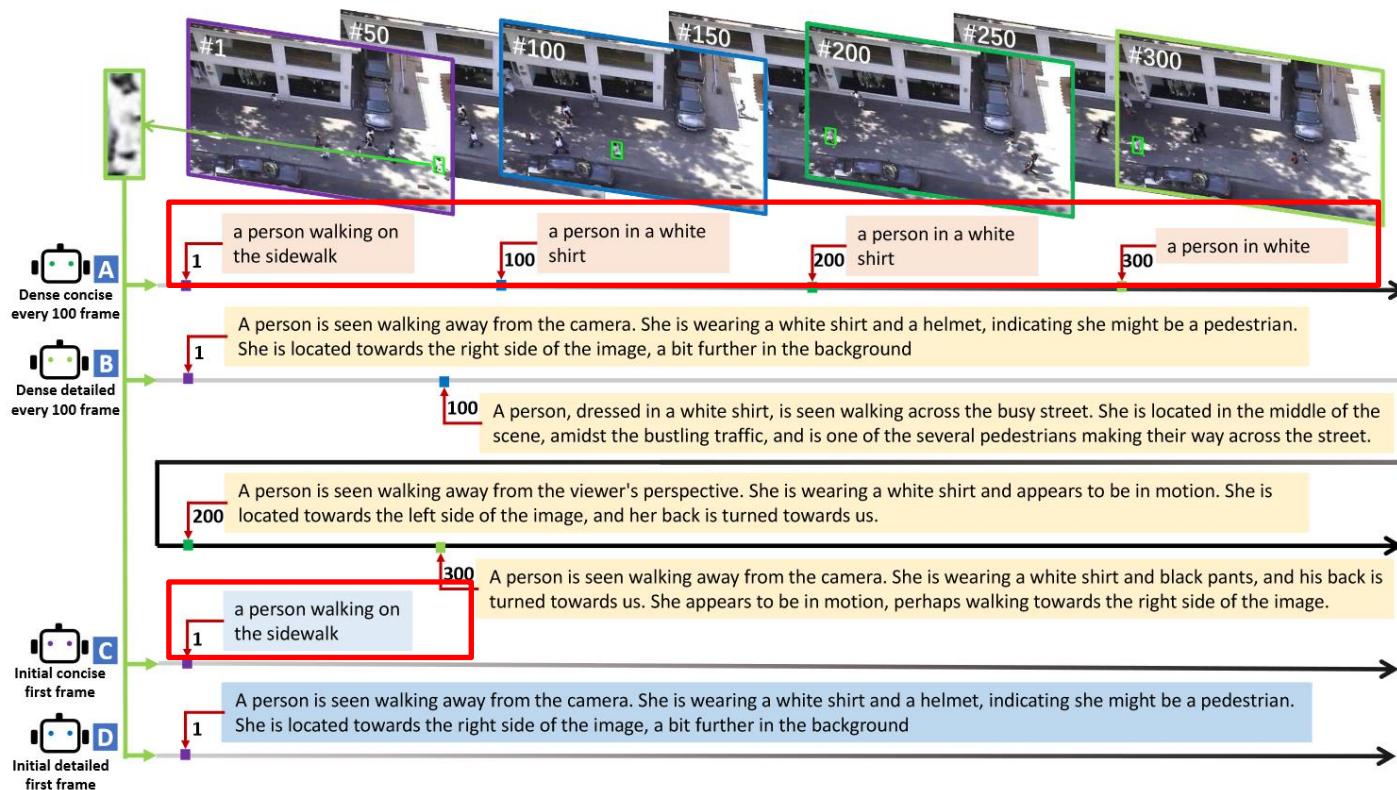 #1
#50
#100
#150
#200
#250
#300
a person walking on
the sidewalk
a person in a white
shirt
a person in a white
shirt
a person in white
1
100
200
300
A
Dense concise
every 100 frame
A person is seen walking away from the camera. She is wearing a white shirt and a helmet, indicating she might be a pedestrian.
She is located towards the right side of the image, a bit further in the background
1
B
Dense detailed
every 100 frame
100
A person, dressed in a white shirt, is seen walking across the busy street. She is located in the middle of the
scene, amidst the bustling traffic, and is one of the several pedestrians making their way across the street.
A person is seen walking away from the viewer's perspective. She is wearing a white shirt and appears to be in motion. She is
located towards the left side of the image, and her back is turned towards us.
200
300
A person is seen walking away from the camera. She is wearing a white shirt and black pants, and his back is
turned towards us. She appears to be in motion, perhaps walking towards the right side of the image.
a person walking on
the sidewalk
1
C
Initial concise
first frame
A person is seen walking away from the camera. She is wearing a white shirt and a helmet, indicating she might be a pedestrian.
She is located towards the right side of the image, a bit further in the background
1
D
Initial detailed
first frame